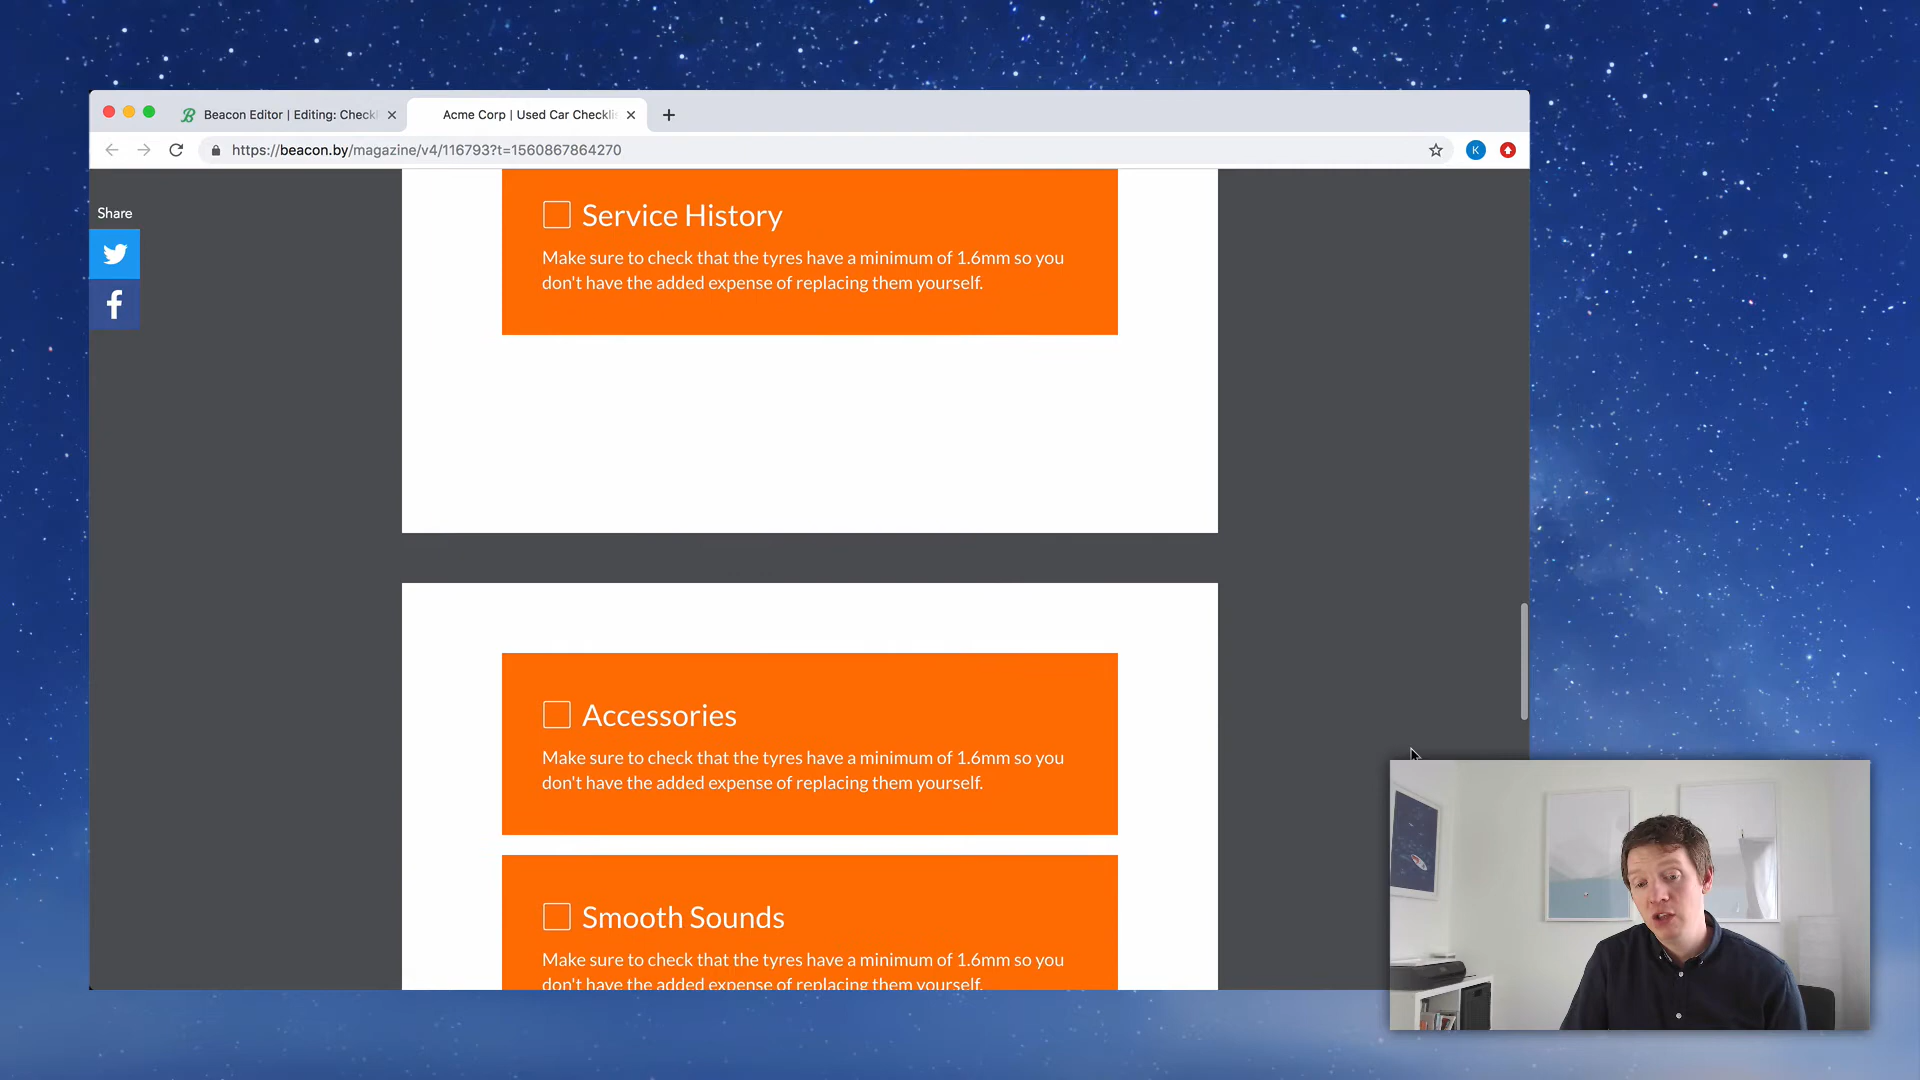 Beacon Editor | Editing: Check
Acme Corp | Used Car Checkli
https://beacon.by/magazine/v4/116793?t=1560867864270
K
Share
Service History
Make sure to check that the tyres have a minimum of 1.6mm so you
don't have the added expense of replacing them yourself.
Accessories
Make sure to check that the tyres have a minimum of 1.6mm so you
don't have the added expense of replacing them yourself.
Smooth Sounds
Make sure to check that the tyres have a minimum of 1.6mm so you
don't have the added expense of replacing them yourself.